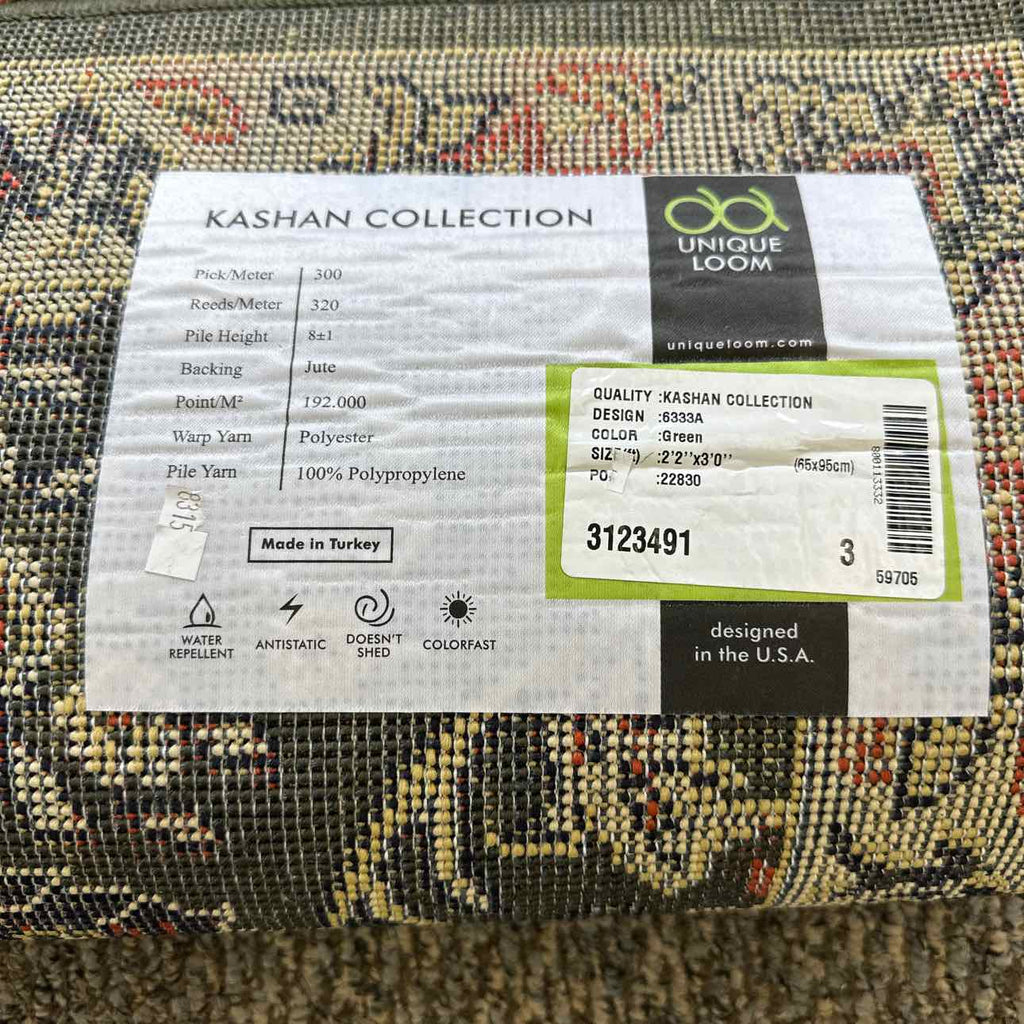 KASHAN COLLECTION
Pick/Meter 300
Reeds/Meter 320
Pile Height 8±1
Backing Jute
Point/M² 192.000
Warp Yarn Polyester
Pile Yarn 100% Polypropylene
8315
Made in Turkey
WATER REPELLENT
ANTISTATIC
DOESN'T SHED
COLORFAST
UNIQUE
LOOM
uniqueloom.com
QUALITY :KASHAN COLLECTION
DESIGN :6333A
COLOR :Green
:2'2''x3'0'' (65x95cm)
:22830
3123491 3
800113332
59705
designed
in the U.S.A.